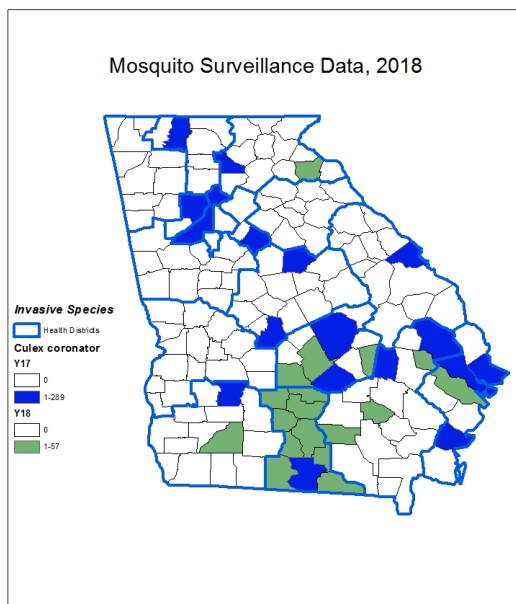 Mosquito Surveillance Data, 2018
Invasive Species
Health Districts
Culex coronator
Y17
0
1-289
Y18
0
1-57